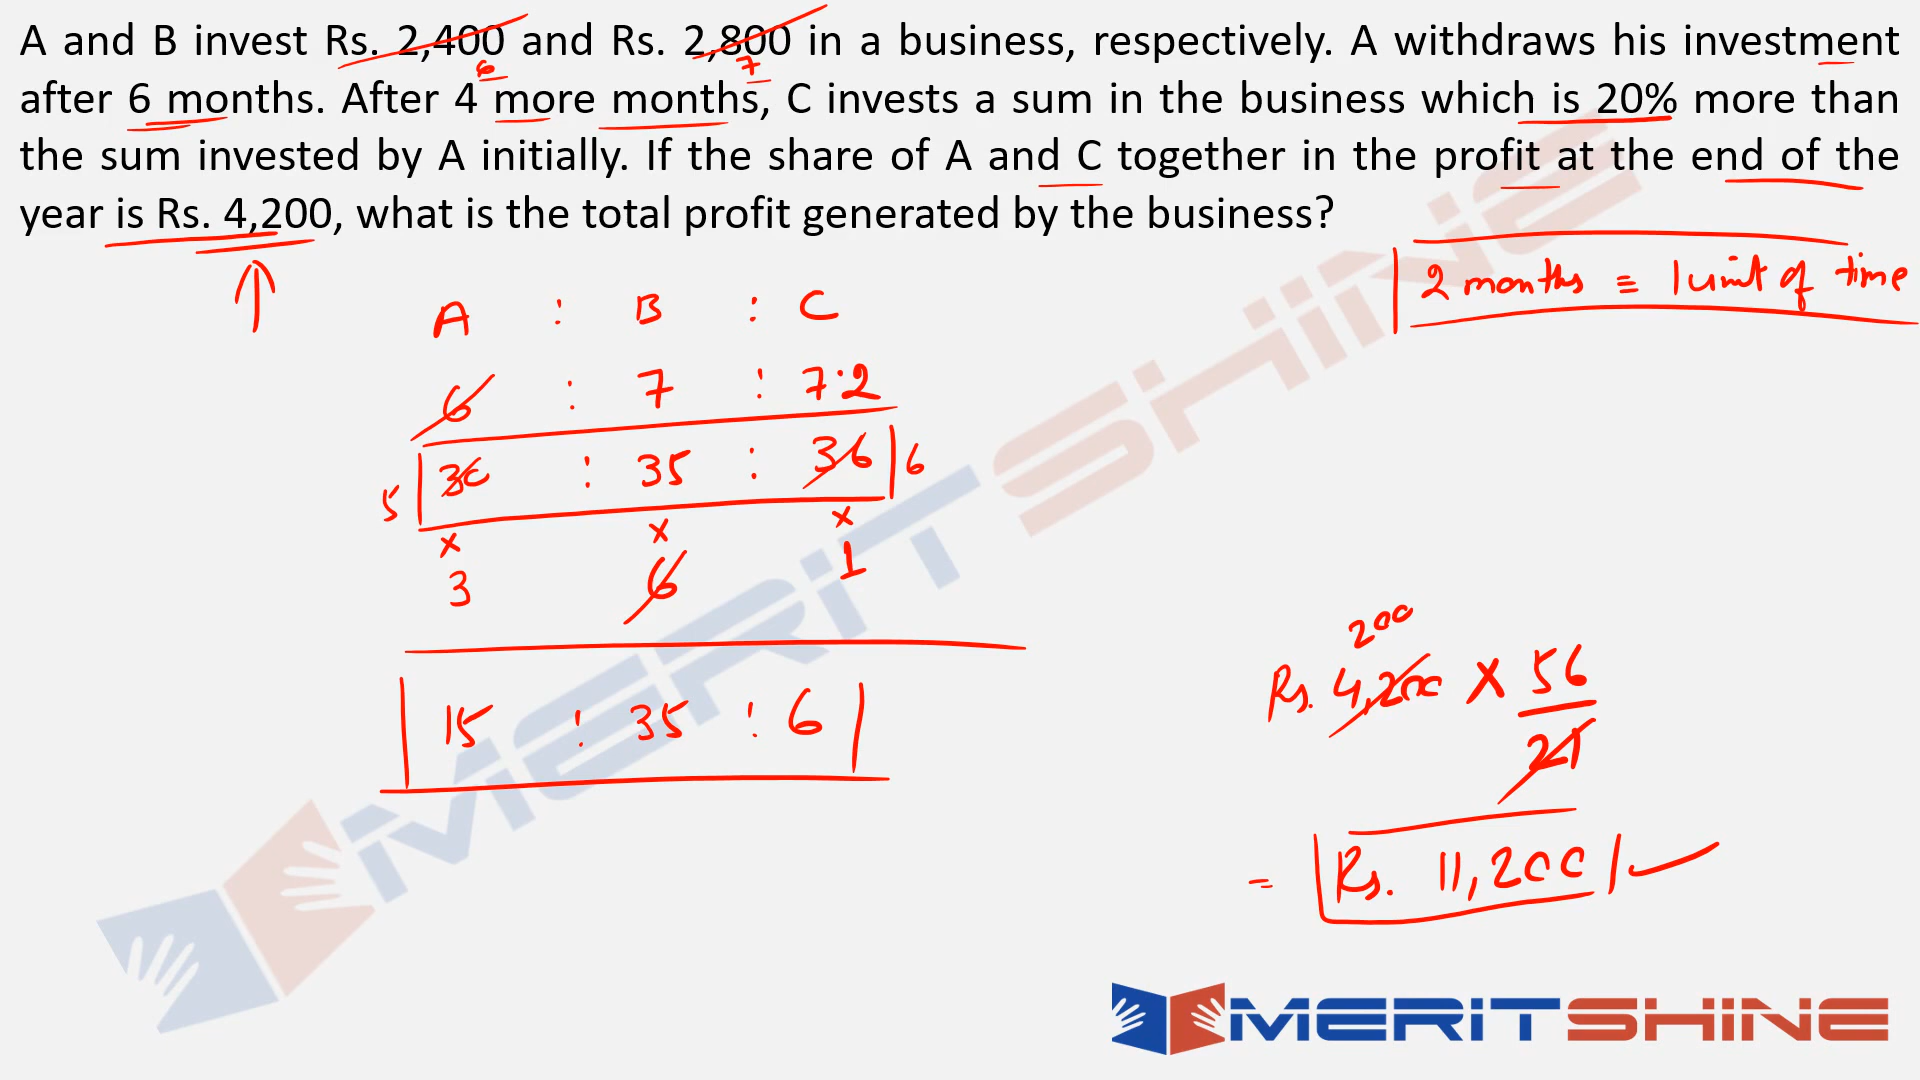 A and B invest Rs. 2,400 and Rs. 2,800 in a business, respectively. A withdraws his investment
6 7
after 6 months. After 4 more months, C invests a sum in the business which is 20% more than
the sum invested by A initially. If the share of A and C together in the profit at the end of the
year is Rs. 4,200, what is the total profit generated by the business?
2 months ≡ 1 unit of time
A : B : C
6 : 7 : 7.2
5 30 : 35 : 36 6
× × ×
3 6 1
15 : 35 : 6
200
Rs. 4,200 × 56
21
= Rs. 11,200
MERITSHINE
MERITSHINE